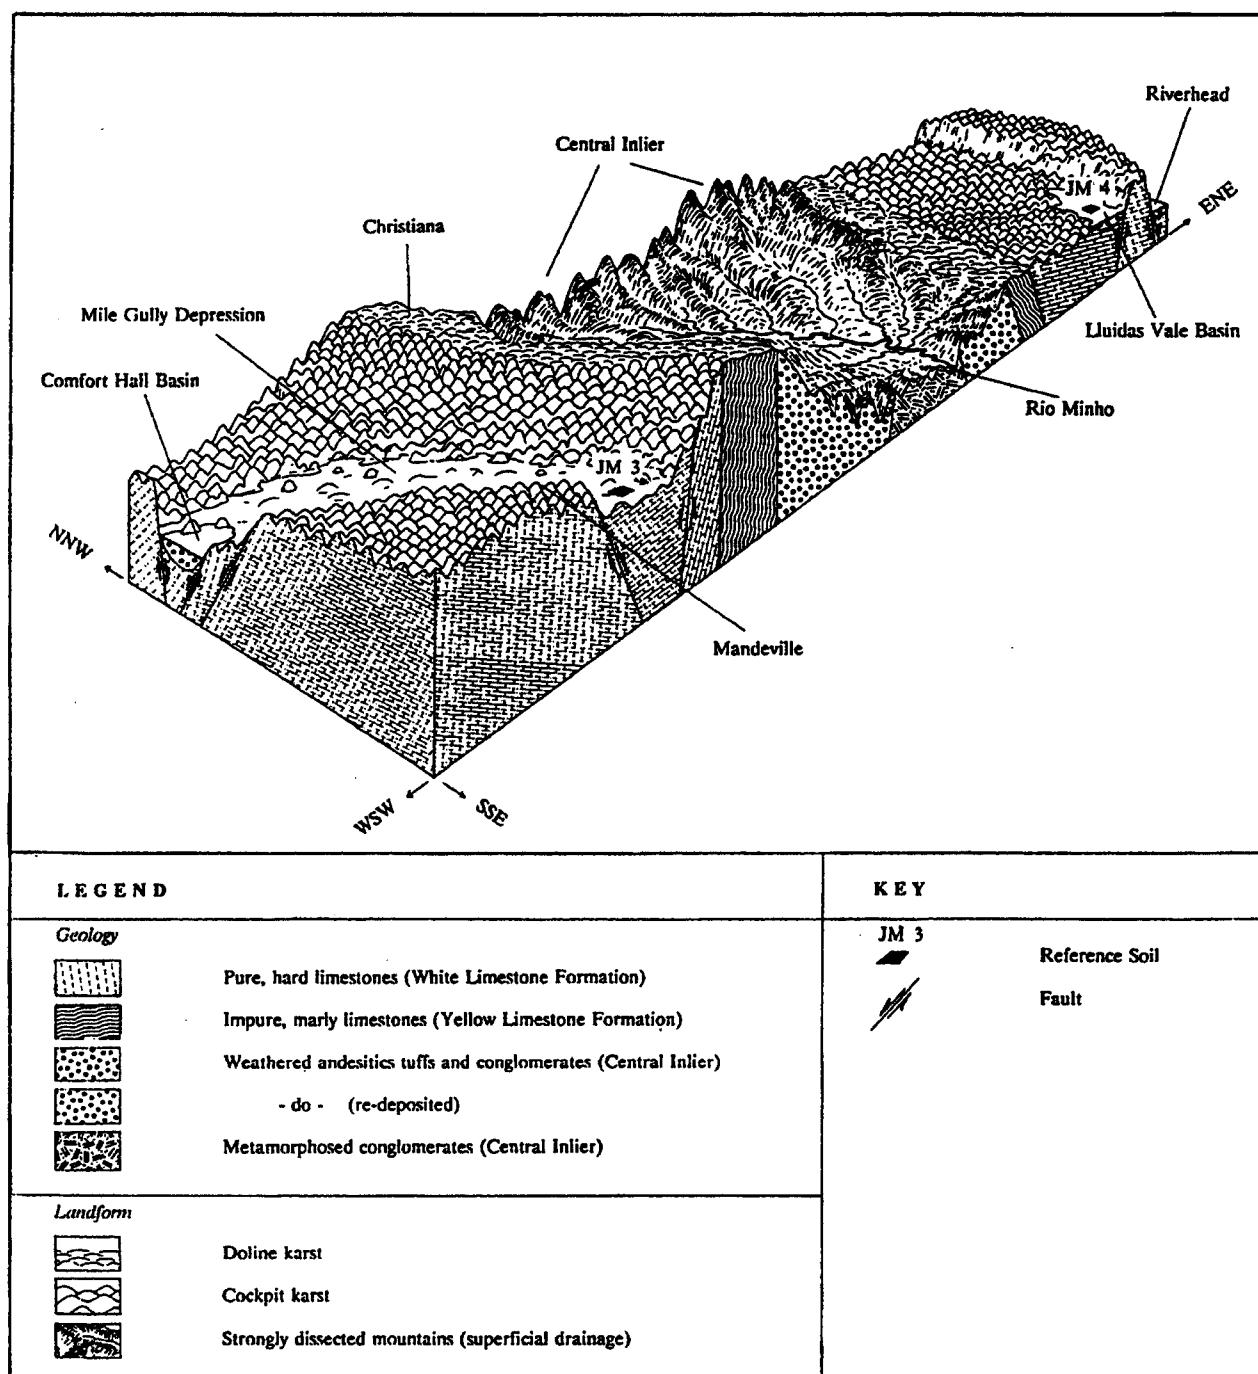 Riverhead
Central Inlier
JM 4
ENE
Christiana
Mile Gully Depression
Lluidas Vale Basin
Comfort Hall Basin
Rio Minho
JM 3
NNW
Mandeville
WSW
SSE
LEGEND
Geology
Pure, hard limestones (White Limestone Formation)
Impure, marly limestones (Yellow Limestone Formation)
Weathered andesitics tuffs and conglomerates (Central Inlier)
- do - (re-deposited)
Metamorphosed conglomerates (Central Inlier)
Landform
Doline karst
Cockpit karst
Strongly dissected mountains (superficial drainage)
KEY
JM 3
Reference Soil
Fault